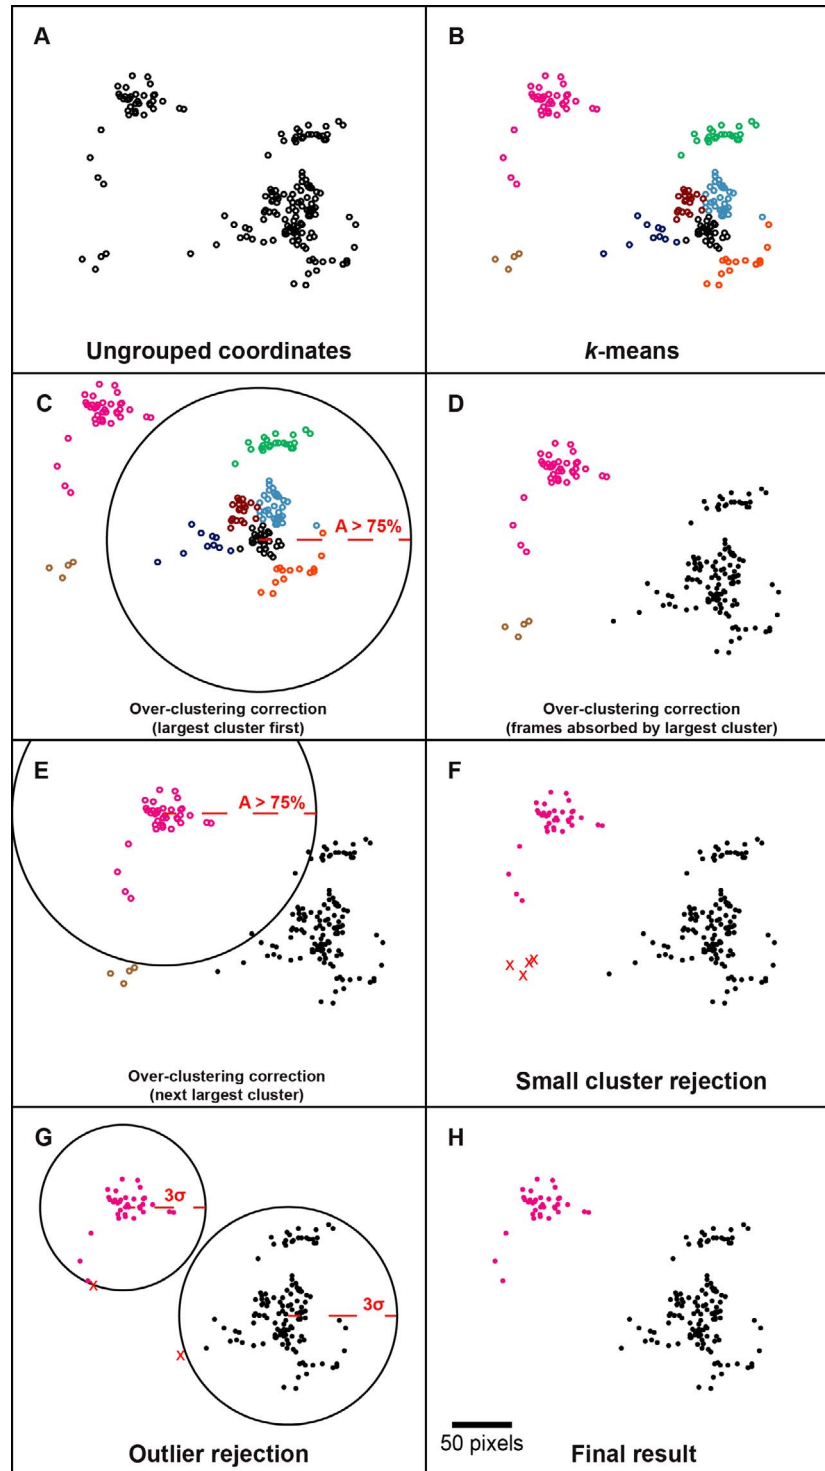 A
Ungrouped coordinates
B
k-means
C
A > 75%
Over-clustering correction
(largest cluster first)
D
Over-clustering correction
(frames absorbed by largest cluster)
E
A > 75%
Over-clustering correction
(next largest cluster)
F
X
X
X
X
Small cluster rejection
G
3σ
X
3σ
X
Outlier rejection
H
50 pixels
Final result